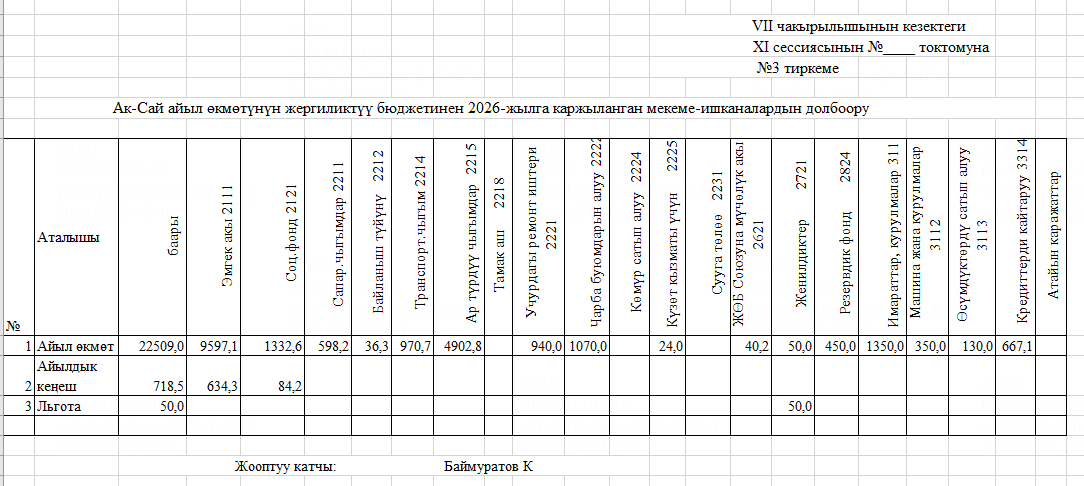 VII чакырылышынын кезектеги
XI сессиясынын №____ токтомуна
№3 тиркеме
Ак-Сай айыл өкмөтүнүн жергиликтүү бюджетинен 2026-жылга каржыланган мекеме-ишканалардын долбоору
№ Аталышы баары Эмгек акы 2111 Соц.фонд 2121 Сапар.чыгымдар 2211 Байланыш түйүнү 2212 Транспорт.чыгым 2214 Ар түрдүү чыгымдар 2215 Тамак аш 2218 Учурдагы ремонт иштери 2221 Чарба буюмдарын алуу 2222 Көмүр сатып алуу 2224 Күзөт кызматы үчүн 2225 Сууга төлөө 2231 ЖӨБ Союзуна мүчөлүк акы 2621 Женилдиктер 2721 Резервдик фонд 2824 Имараттар, курулмалар 311 Машина жана курулмалар 3112 Өсүмдүктөрдү сатып алуу 3113 Кредиттерди кайтаруу 3314 Атайын каражаттар
1 Айыл өкмөт 22509,0 9597,1 1332,6 598,2 36,3 970,7 4902,8 940,0 1070,0 24,0 40,2 50,0 450,0 1350,0 350,0 130,0 667,1
2 Айылдык кеңеш 718,5 634,3 84,2
3 Льгота 50,0 50,0
Жооптуу катчы: Баймуратов К